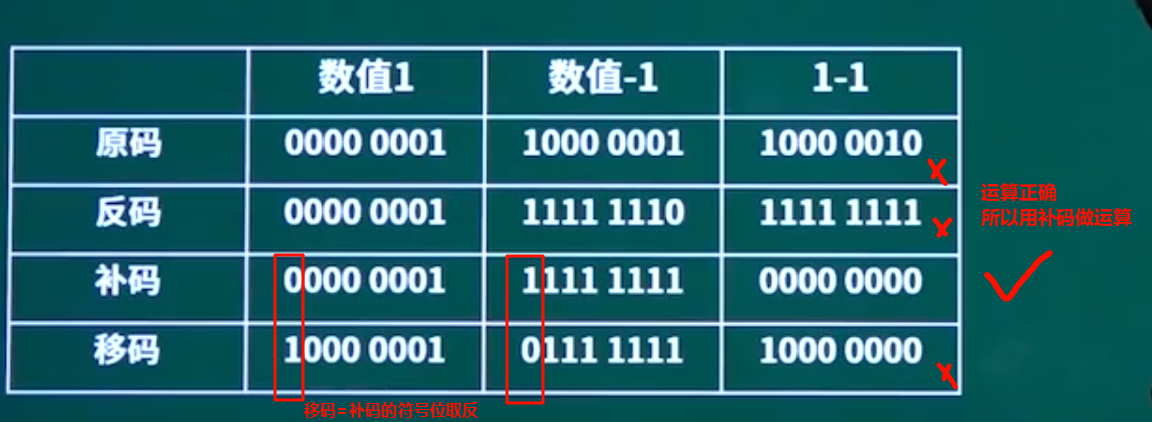 数值1 数值-1 1-1
原码 0000 0001 1000 0001 1000 0010
反码 0000 0001 1111 1110 1111 1111
补码 0000 0001 1111 1111 0000 0000
移码 1000 0001 0111 1111 1000 0000
运算正确
所以用补码做运算
移码=补码的符号位取反